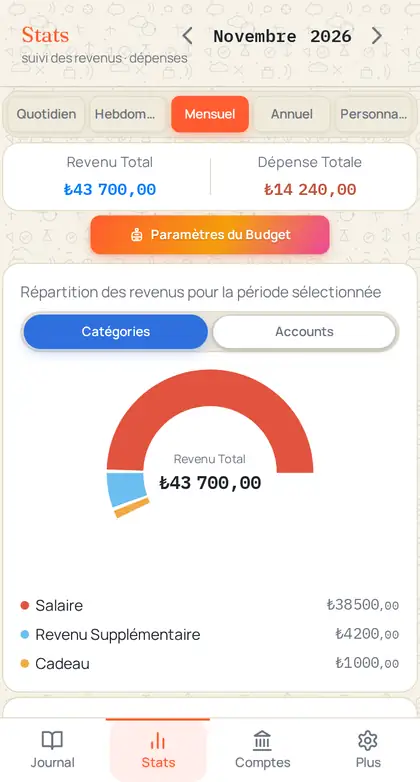 Stats
Novembre 2026
suivi des revenus · dépenses
Quotidien
Hebdom...
Mensuel
Annuel
Personna...
Revenu Total
Dépense Totale
₺43 700,00
₺14 240,00
Paramètres du Budget
Répartition des revenus pour la période sélectionnée
Catégories
Accounts
Revenu Total
₺43 700,00
Salaire
₺38500,00
Revenu Supplémentaire
₺4200,00
Cadeau
₺1000,00
Journal
Stats
Comptes
Plus